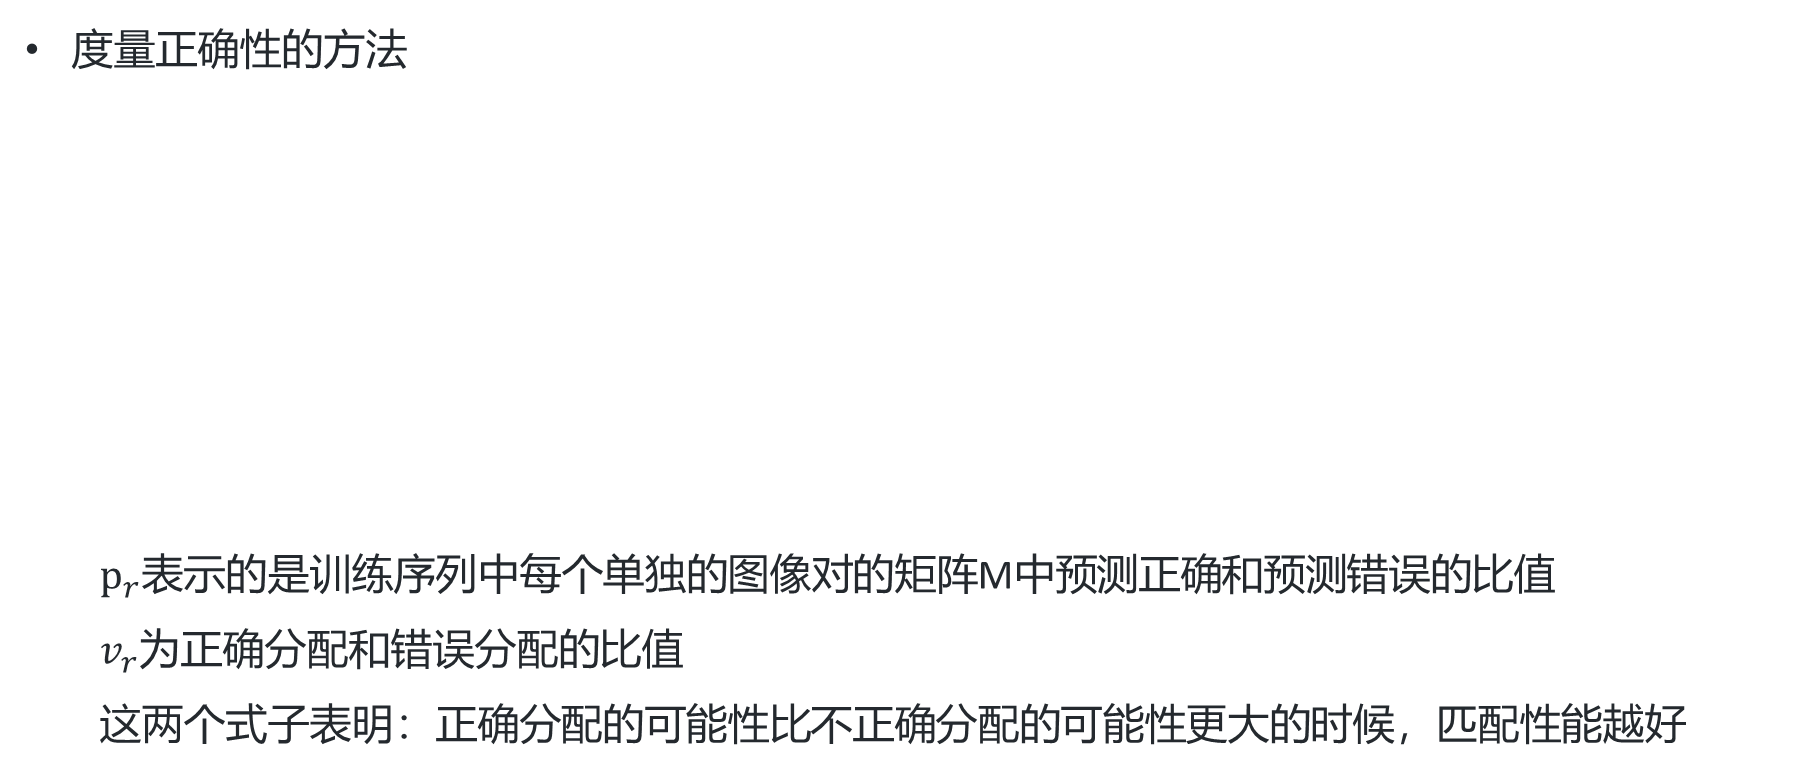 • 度量正确性的方法
p𝑟表示的是训练序列中每个单独的图像对的矩阵M中预测正确和预测错误的比值
𝑣𝑟为正确分配和错误分配的比值
这两个式子表明：正确分配的可能性比不正确分配的可能性更大的时候，匹配性能越好